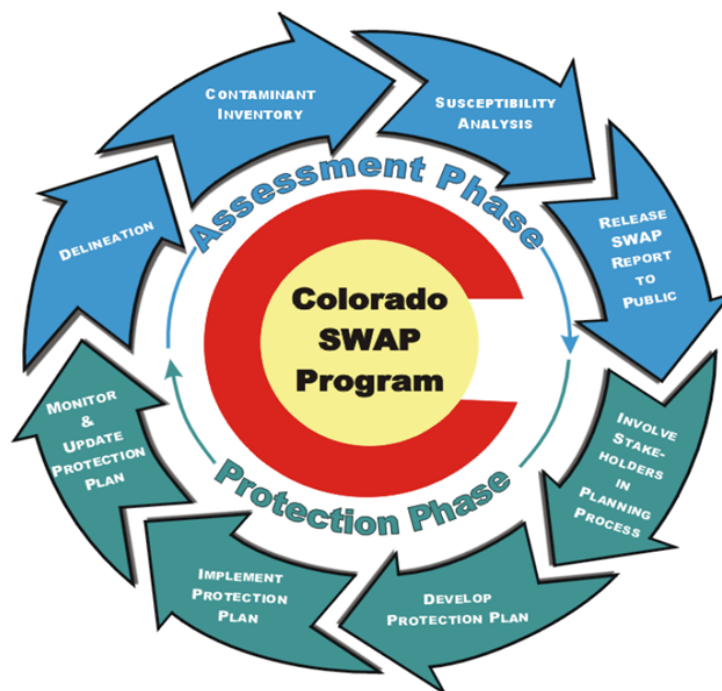 CONTAMINANT
INVENTORY
SUSCEPTIBILITY
ANALYSIS
DELINEATION
Assessment Phase
RELEASE
SWAP
REPORT
TO
PUBLIC
Colorado
SWAP
Program
MONITOR
&
UPDATE
PROTECTION
PLAN
INVOLVE
STAKE-
HOLDERS
IN
PLANNING
PROCESS
Protection Phase
IMPLEMENT
PROTECTION
PLAN
DEVELOP
PROTECTION PLAN